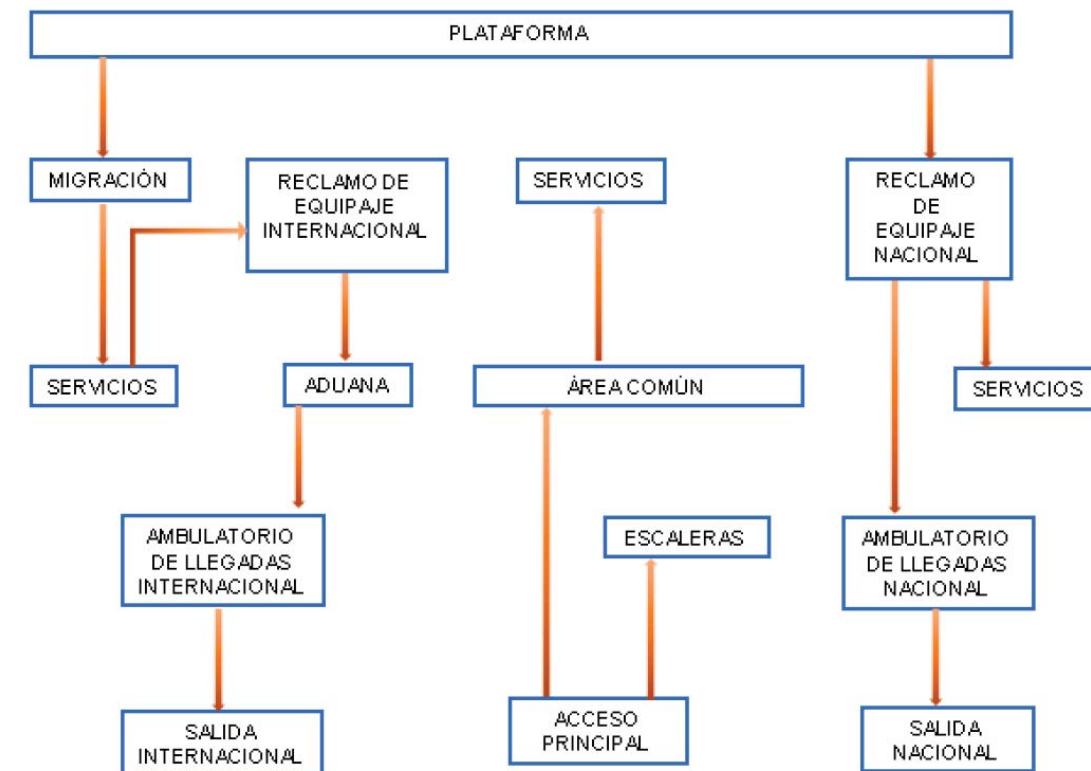 PLATAFORMA
MIGRACIÓN
RECLAMO DE
EQUIPAJE
INTERNACIONAL
SERVICIOS
RECLAMO
DE
EQUIPAJE
NACIONAL
SERVICIOS
ADUANA
ÁREA COMÚN
SERVICIOS
AMBULATORIO
DE LLEGADAS
INTERNACIONAL
ESCALERAS
AMBULATORIO
DE LLEGADAS
NACIONAL
SALIDA
INTERNACIONAL
ACCESO
PRINCIPAL
SALIDA
NACIONAL